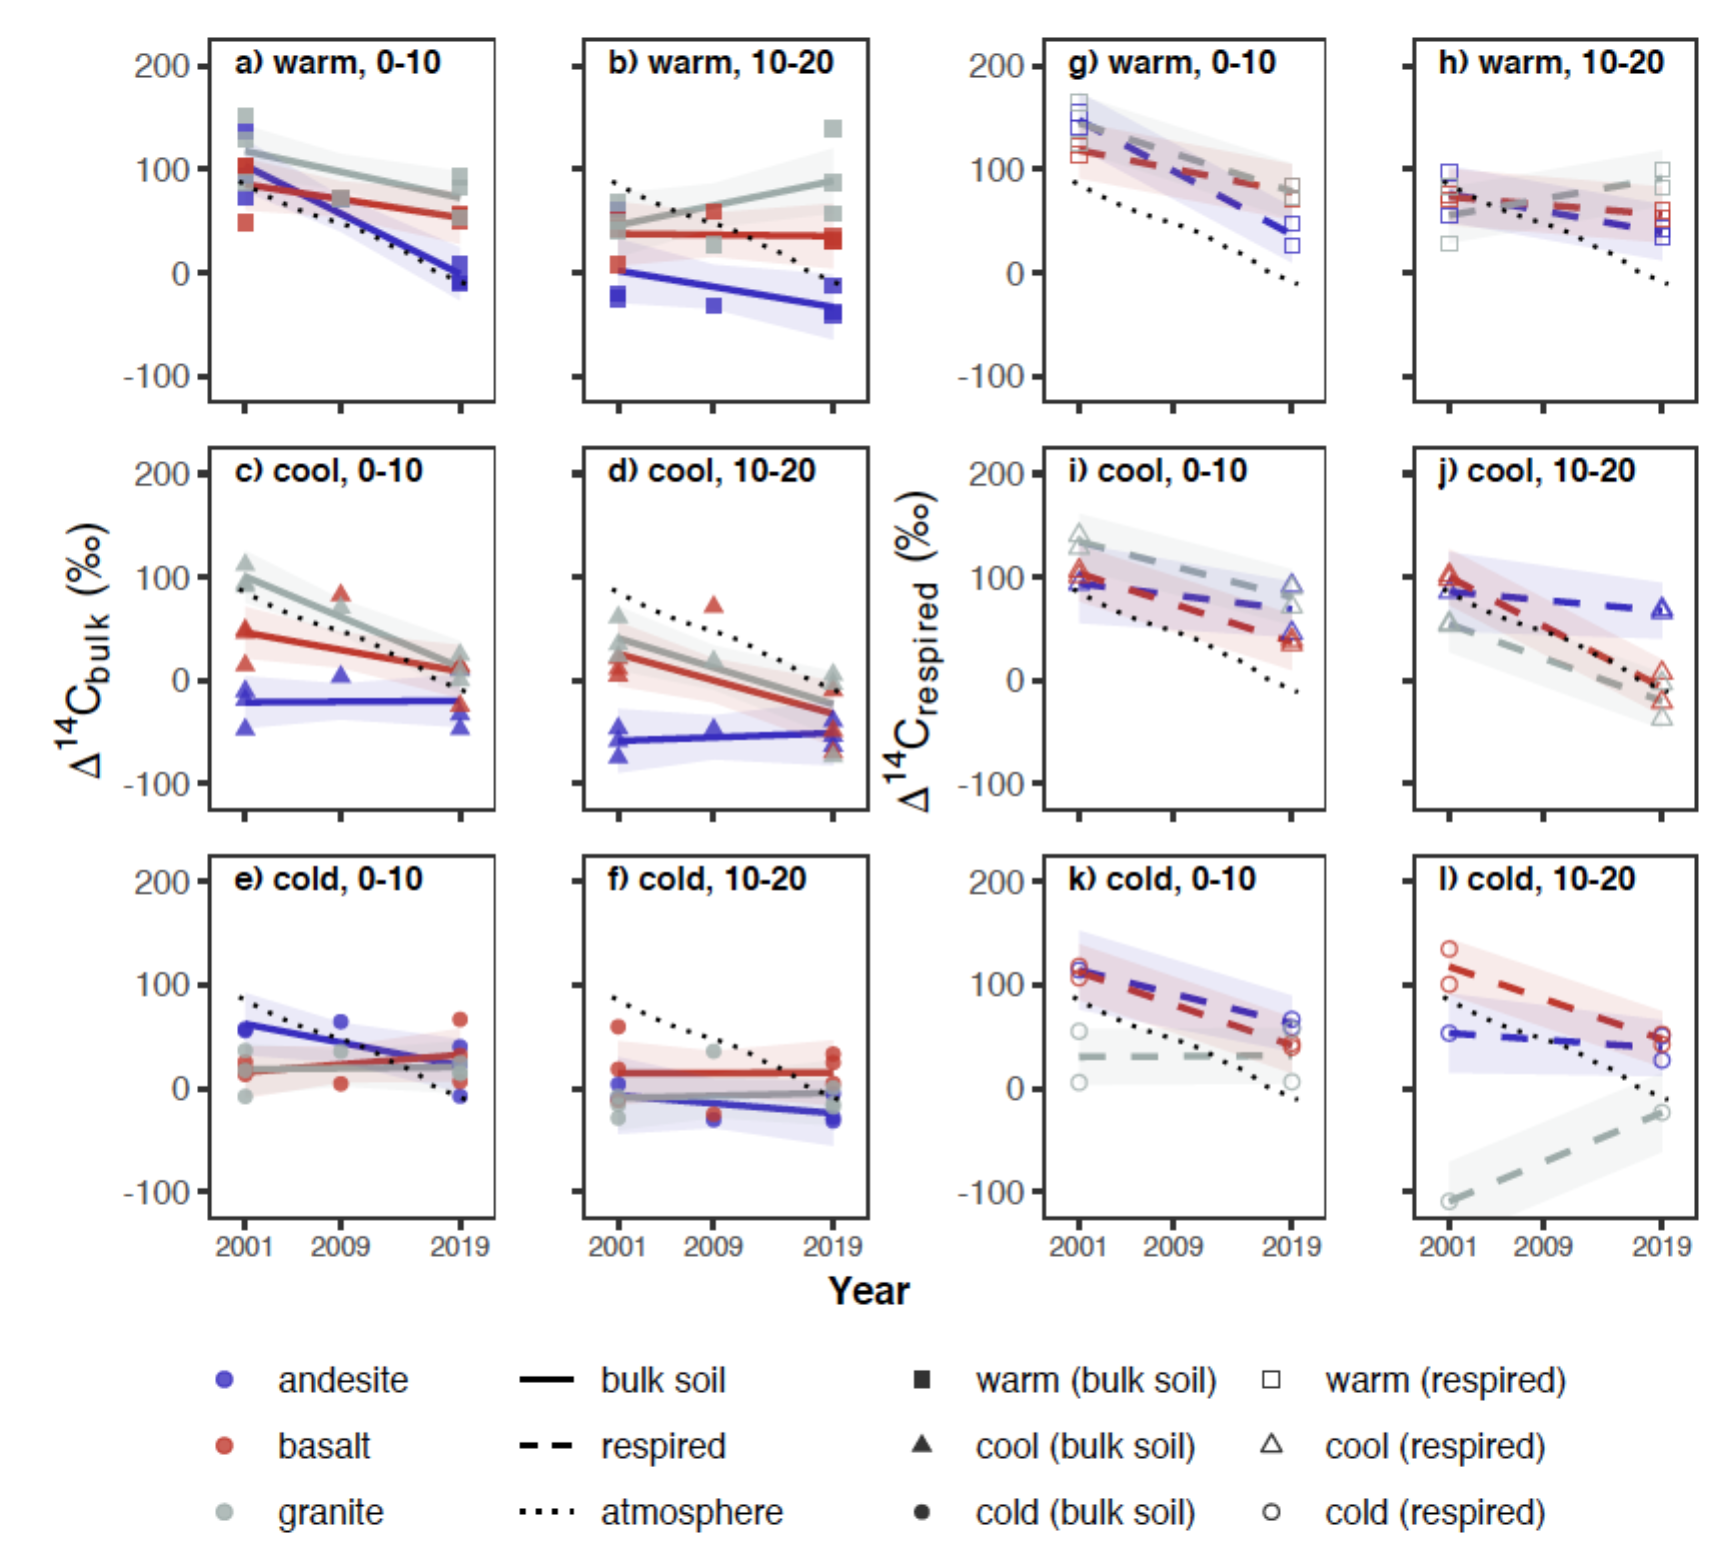 a) warm, 0-10
b) warm, 10-20
g) warm, 0-10
h) warm, 10-20
200
100
0
-100
200
100
0
-100
c) cool, 0-10
d) cool, 10-20
i) cool, 0-10
j) cool, 10-20
200
100
0
-100
200
100
0
-100
Δ14Cbulk (‰)
Δ14Crespired (‰)
e) cold, 0-10
f) cold, 10-20
k) cold, 0-10
l) cold, 10-20
200
100
0
-100
200
100
0
-100
2001 2009 2019
2001 2009 2019
2001 2009 2019
2001 2009 2019
Year
andesite
bulk soil
warm (bulk soil)
warm (respired)
basalt
respired
cool (bulk soil)
cool (respired)
granite
atmosphere
cold (bulk soil)
cold (respired)